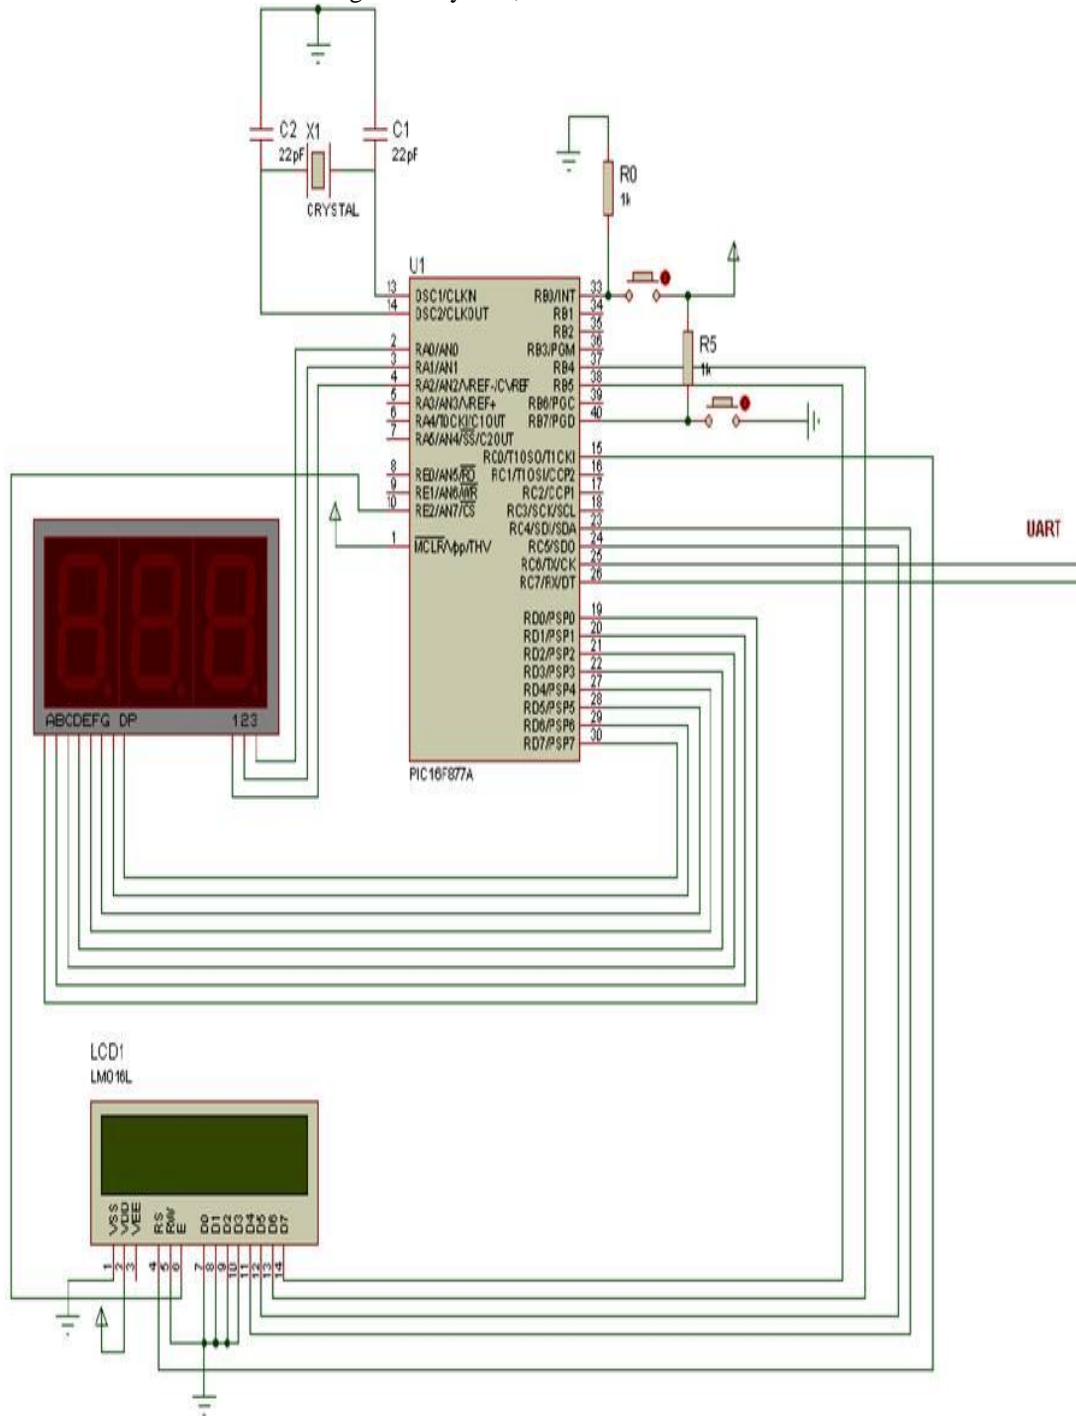 C2
X1
C1
22pF
22pF
CRYSTAL
R0
1k
U1
13
OSC1/CLKIN
RB0/INT
33
14
OSC2/CLKOUT
RB1
34
RB2
35
2
RA0/AN0
RB3/PGM
36
3
RA1/AN1
RB4
37
4
RA2/AN2/VREF-/CVREF
RB5
38
5
RA3/AN3/VREF+
RB6/PGC
39
6
RA4/T0CKI/C1OUT
RB7/PGD
40
7
RA5/AN4/SS/C2OUT
RC0/T1OSO/T1CKI
15
8
RE0/AN5/RD
RC1/T1OSI/CCP2
16
9
RE1/AN6/WR
RC2/CCP1
17
10
RE2/AN7/CS
RC3/SCK/SCL
18
RC4/SDI/SDA
23
1
MCLR/Vpp/THV
RC5/SDO
24
RC6/TX/CK
25
RC7/RX/DT
26
RD0/PSP0
19
RD1/PSP1
20
RD2/PSP2
21
RD3/PSP3
22
RD4/PSP4
27
RD5/PSP5
28
RD6/PSP6
29
RD7/PSP7
30
PIC16F877A
R5
1k
UART
ABCDEFG DP
123
LCD1
LM016L
VSS
VDD
VEE
RS
RW
E
D0
D1
D2
D3
D4
D5
D6
D7
1
2
3
4
5
6
7
8
9
10
11
12
13
14